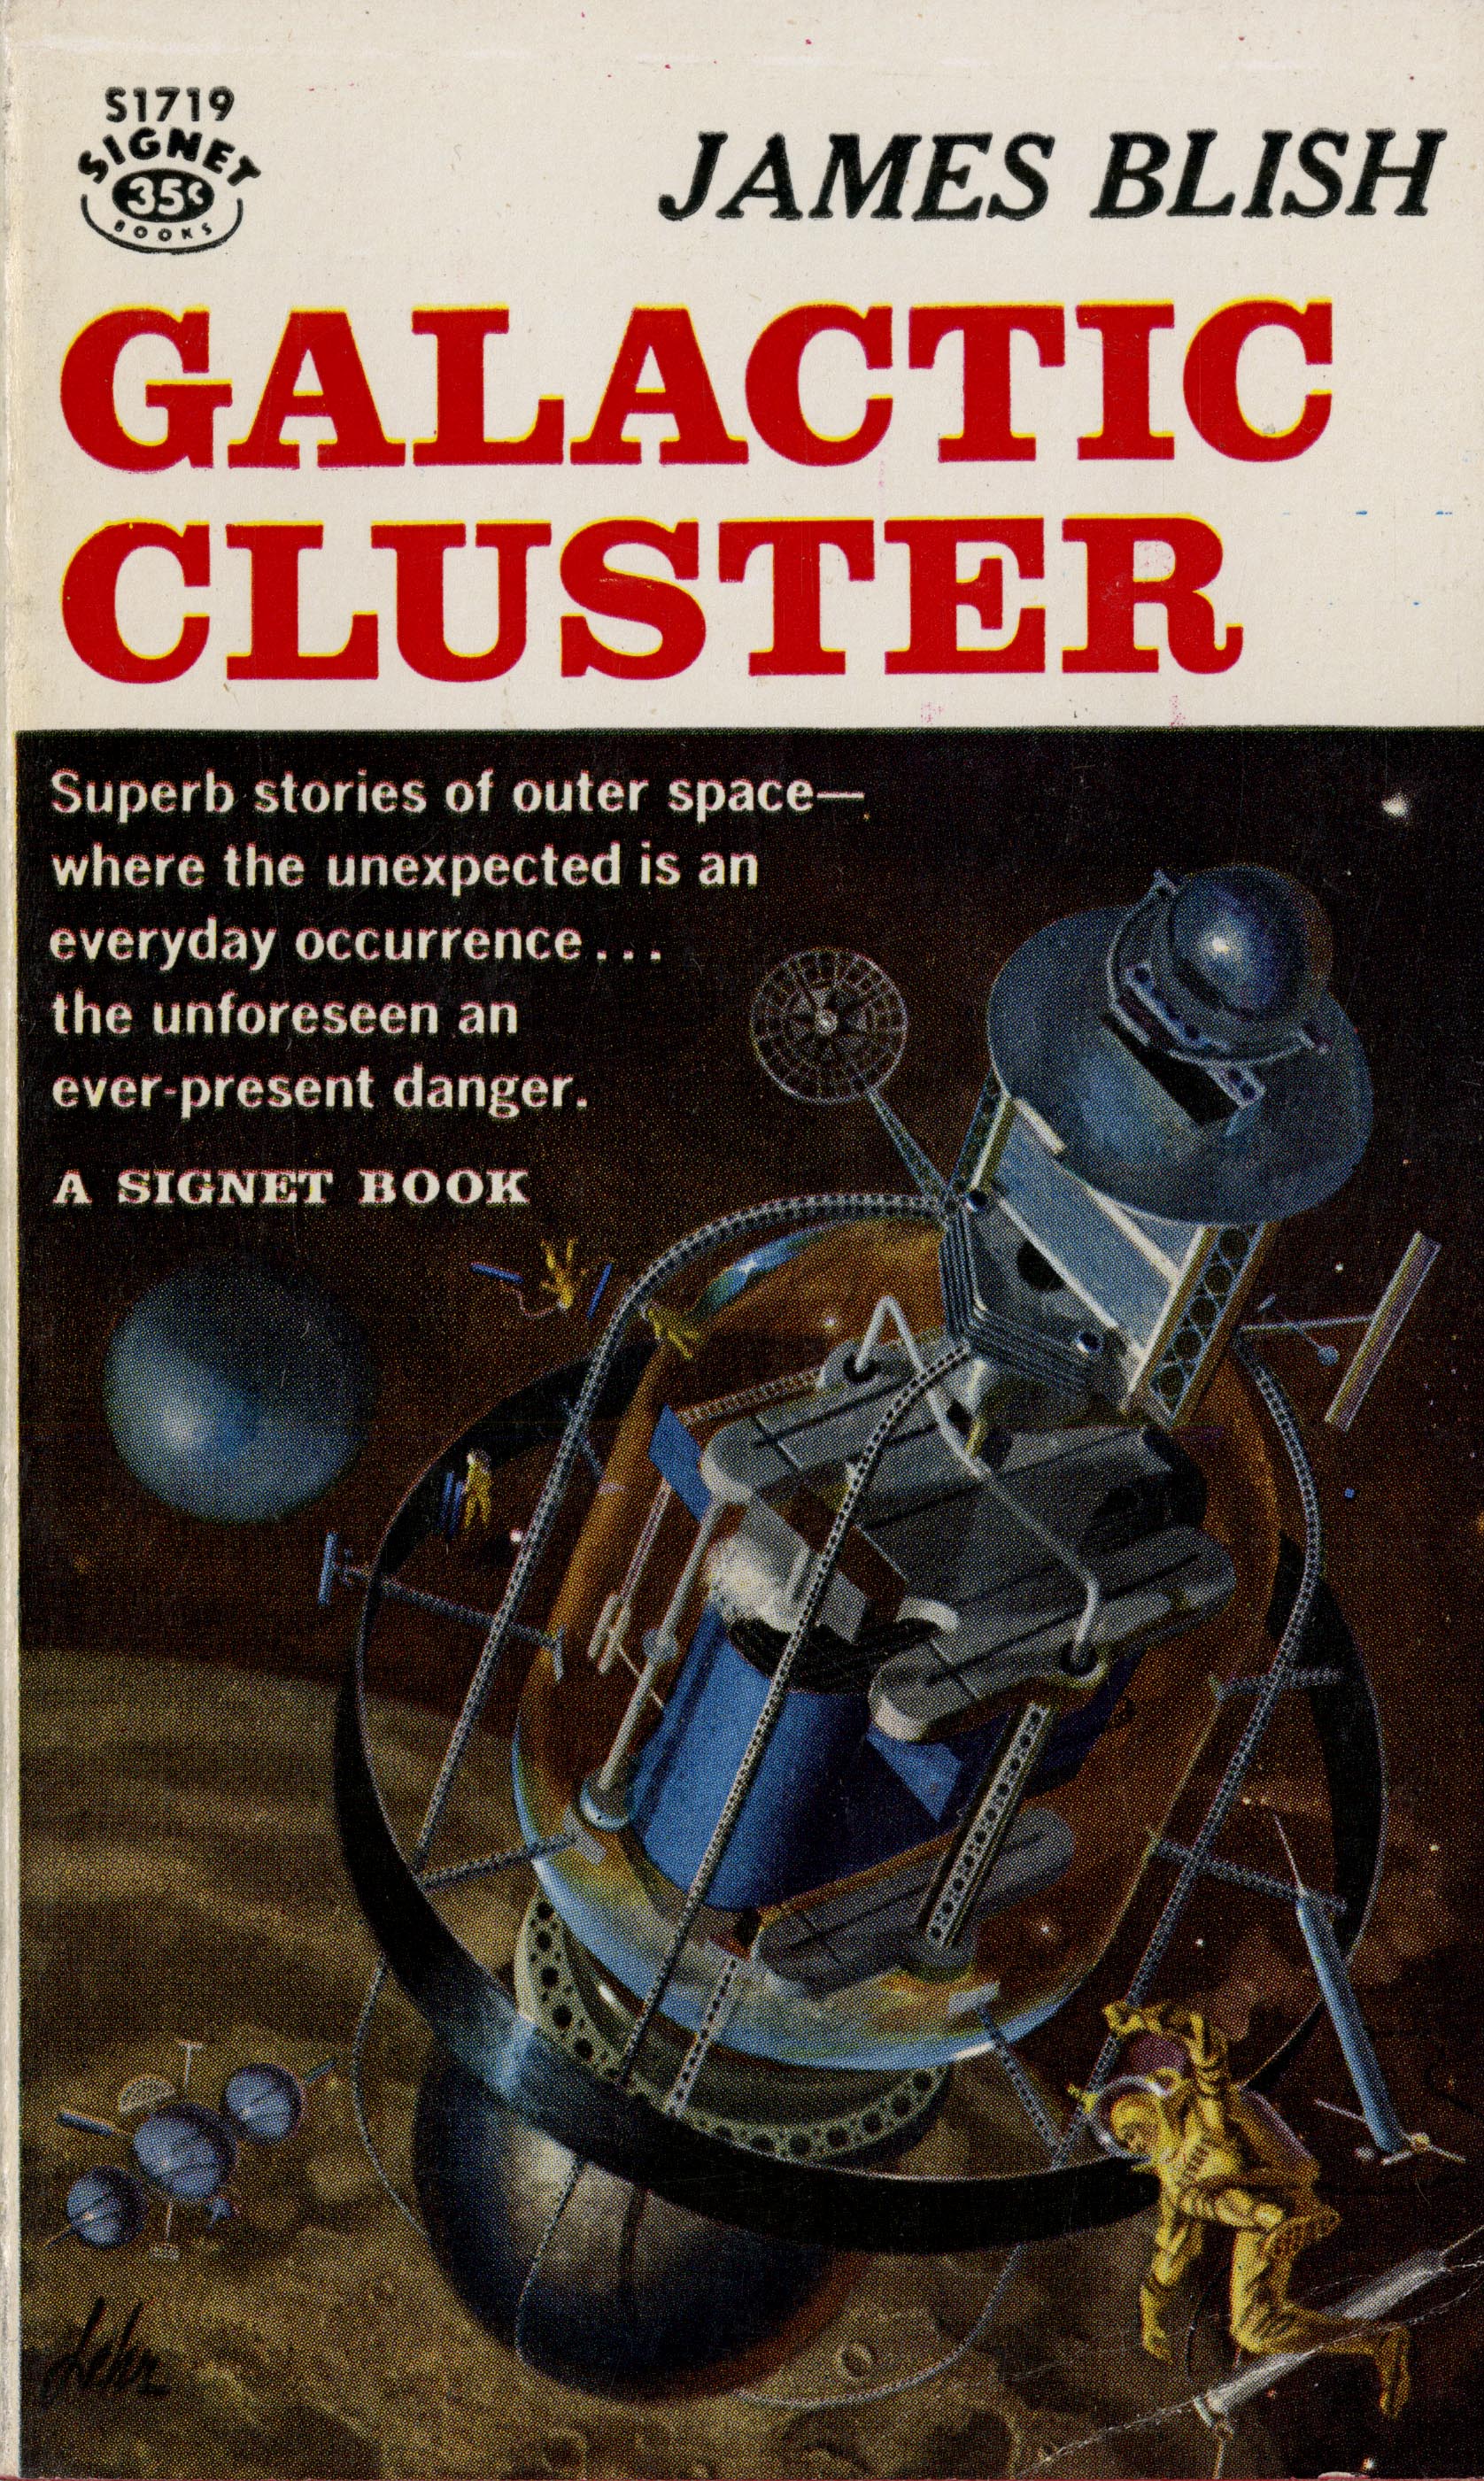 S1719
SIGNET
35¢
BOOKS
JAMES BLISH
GALACTIC
CLUSTER
Superb stories of outer space—
where the unexpected is an
everyday occurrence...
the unforeseen an
ever-present danger.
A SIGNET BOOK
Lehr